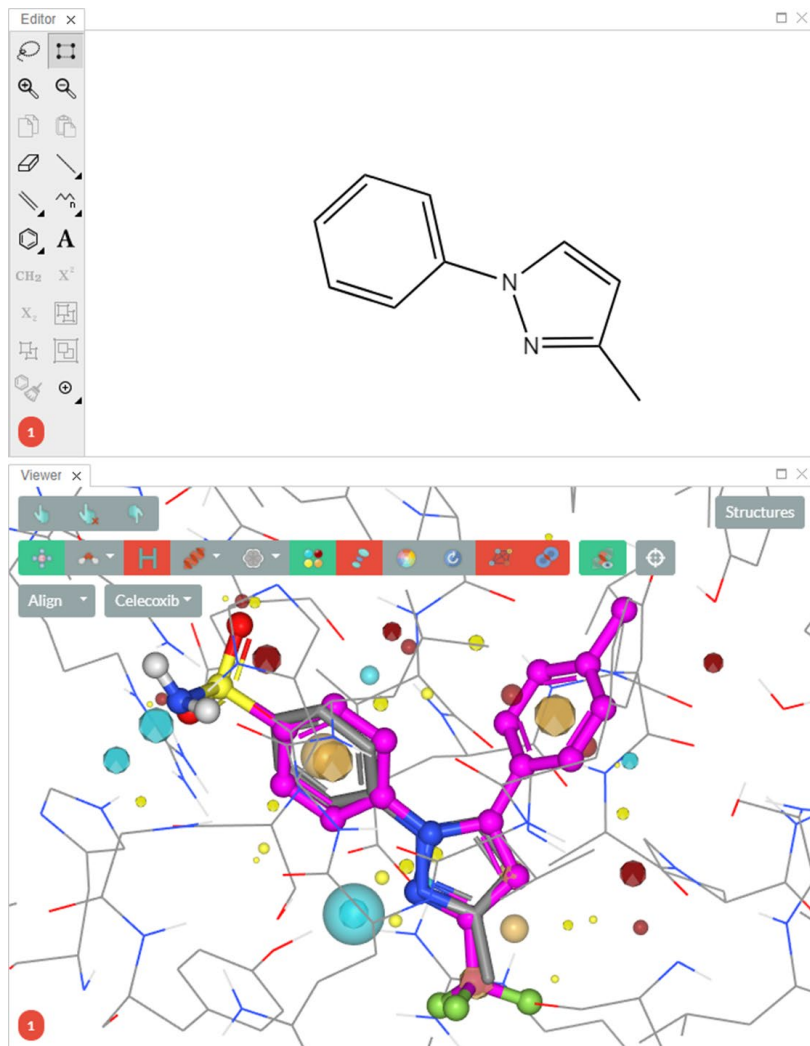 Editor
n
A
CH2 X²
X₂
1
N
N
Viewer
Structures
H
Align
Celecoxib
1